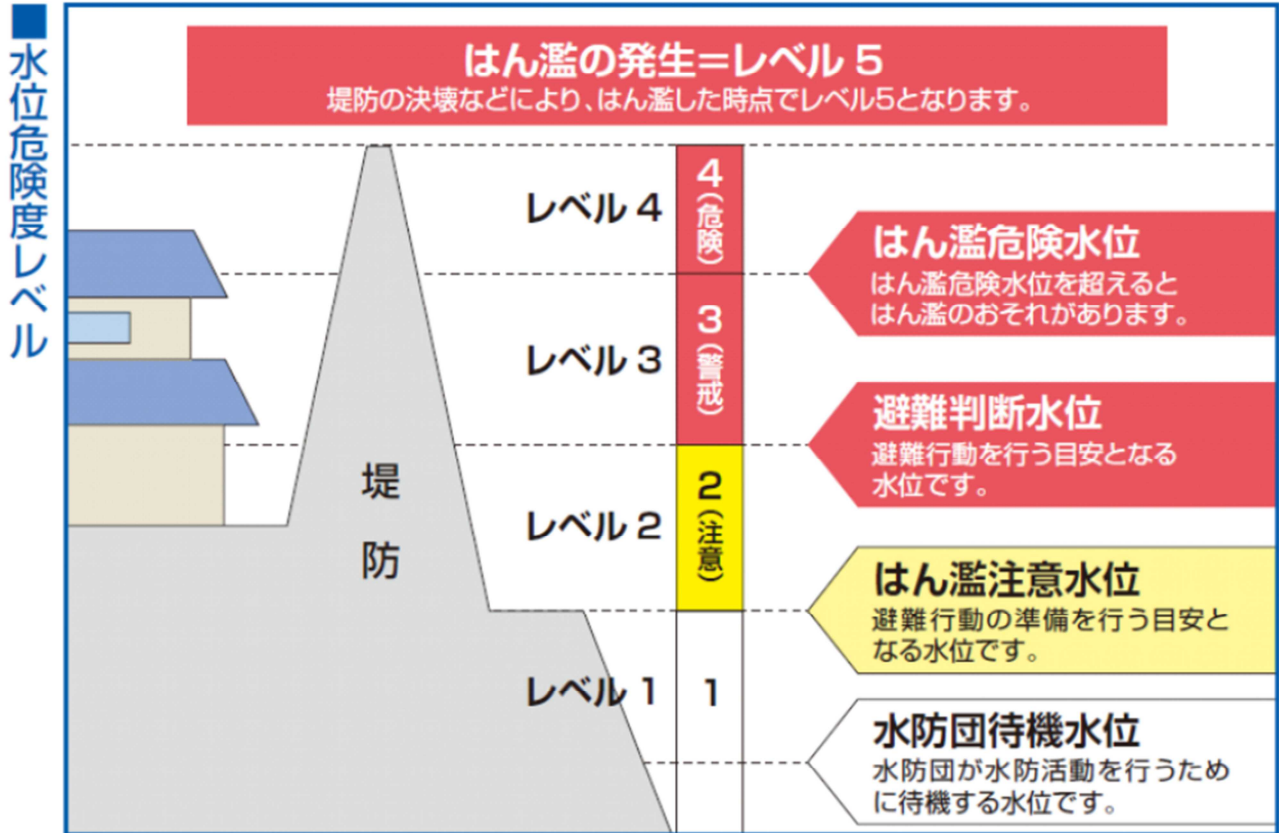 ■水位危険度レベル
はん濫の発生＝レベル5
堤防の決壊などにより、はん濫した時点でレベル5となります。
レベル4
4（危険）
はん濫危険水位
はん濫危険水位を超えると
はん濫のおそれがあります。
レベル3
3（警戒）
避難判断水位
避難行動を行う目安となる
水位です。
堤防
レベル2
2（注意）
はん濫注意水位
避難行動の準備を行う目安と
なる水位です。
レベル1
1
水防団待機水位
水防団が水防活動を行うため
に待機する水位です。